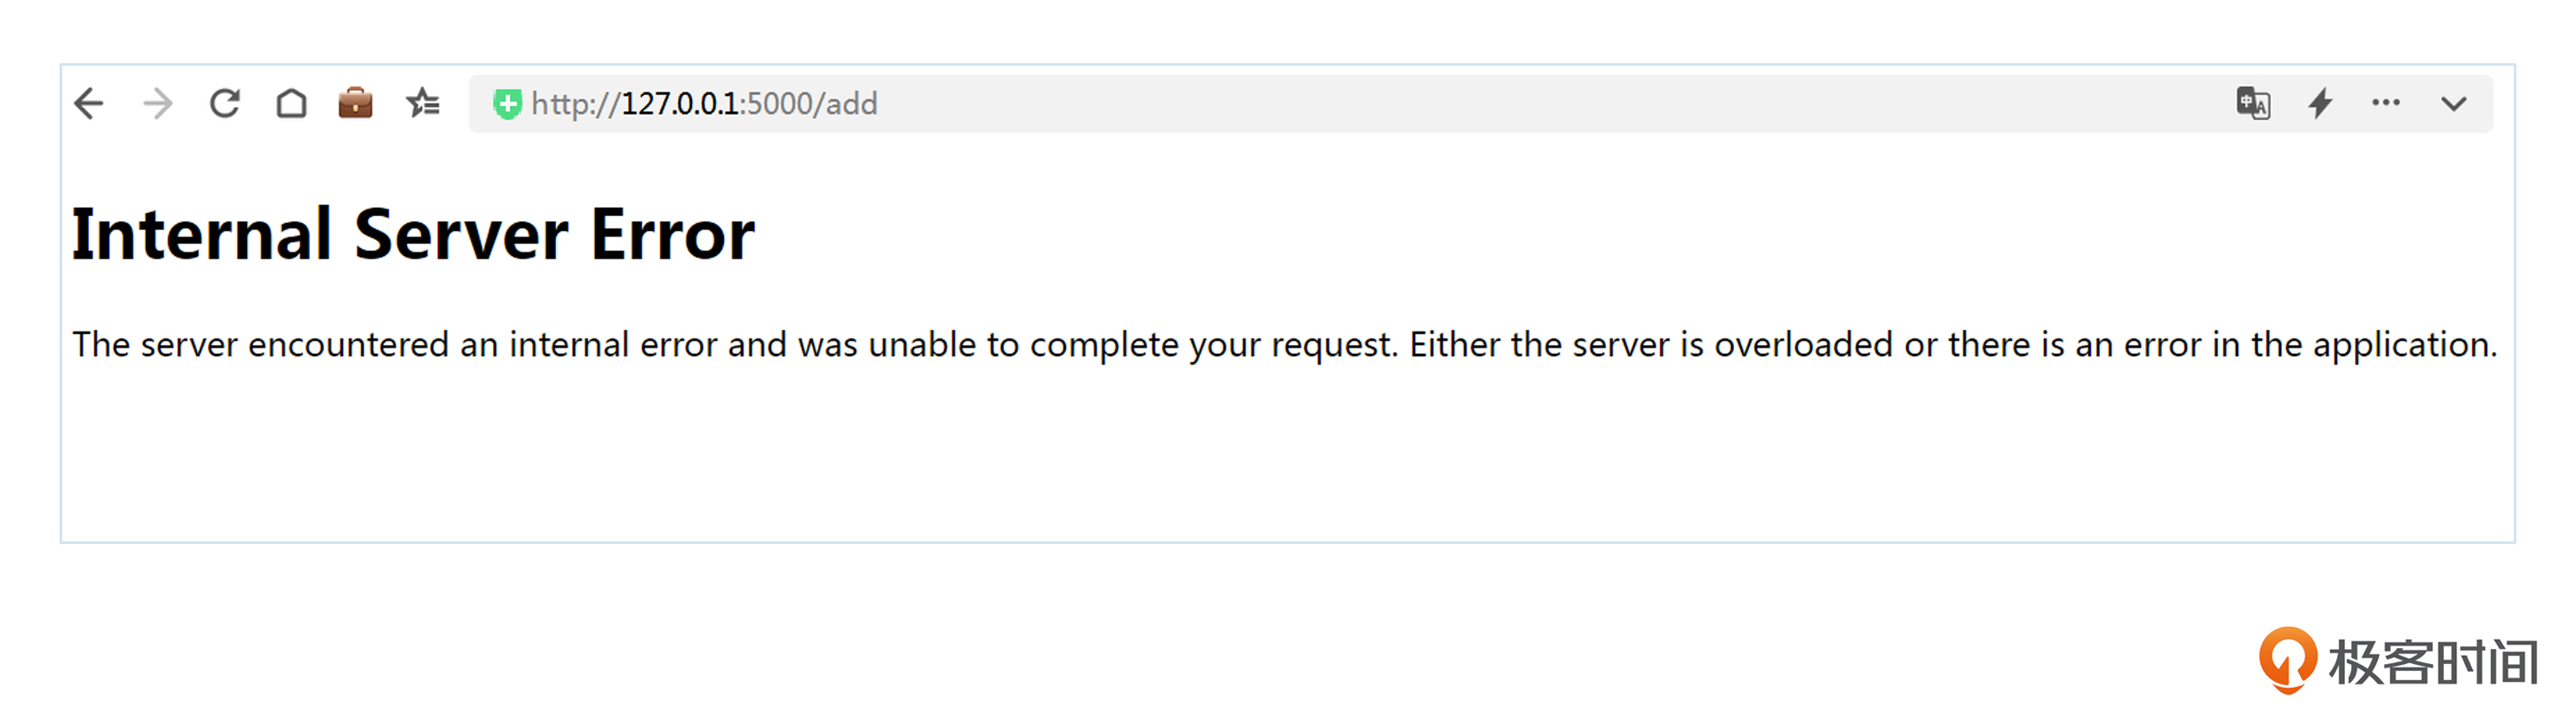 http://127.0.0.1:5000/add
Internal Server Error
The server encountered an internal error and was unable to complete your request. Either the server is overloaded or there is an error in the application.
极客时间